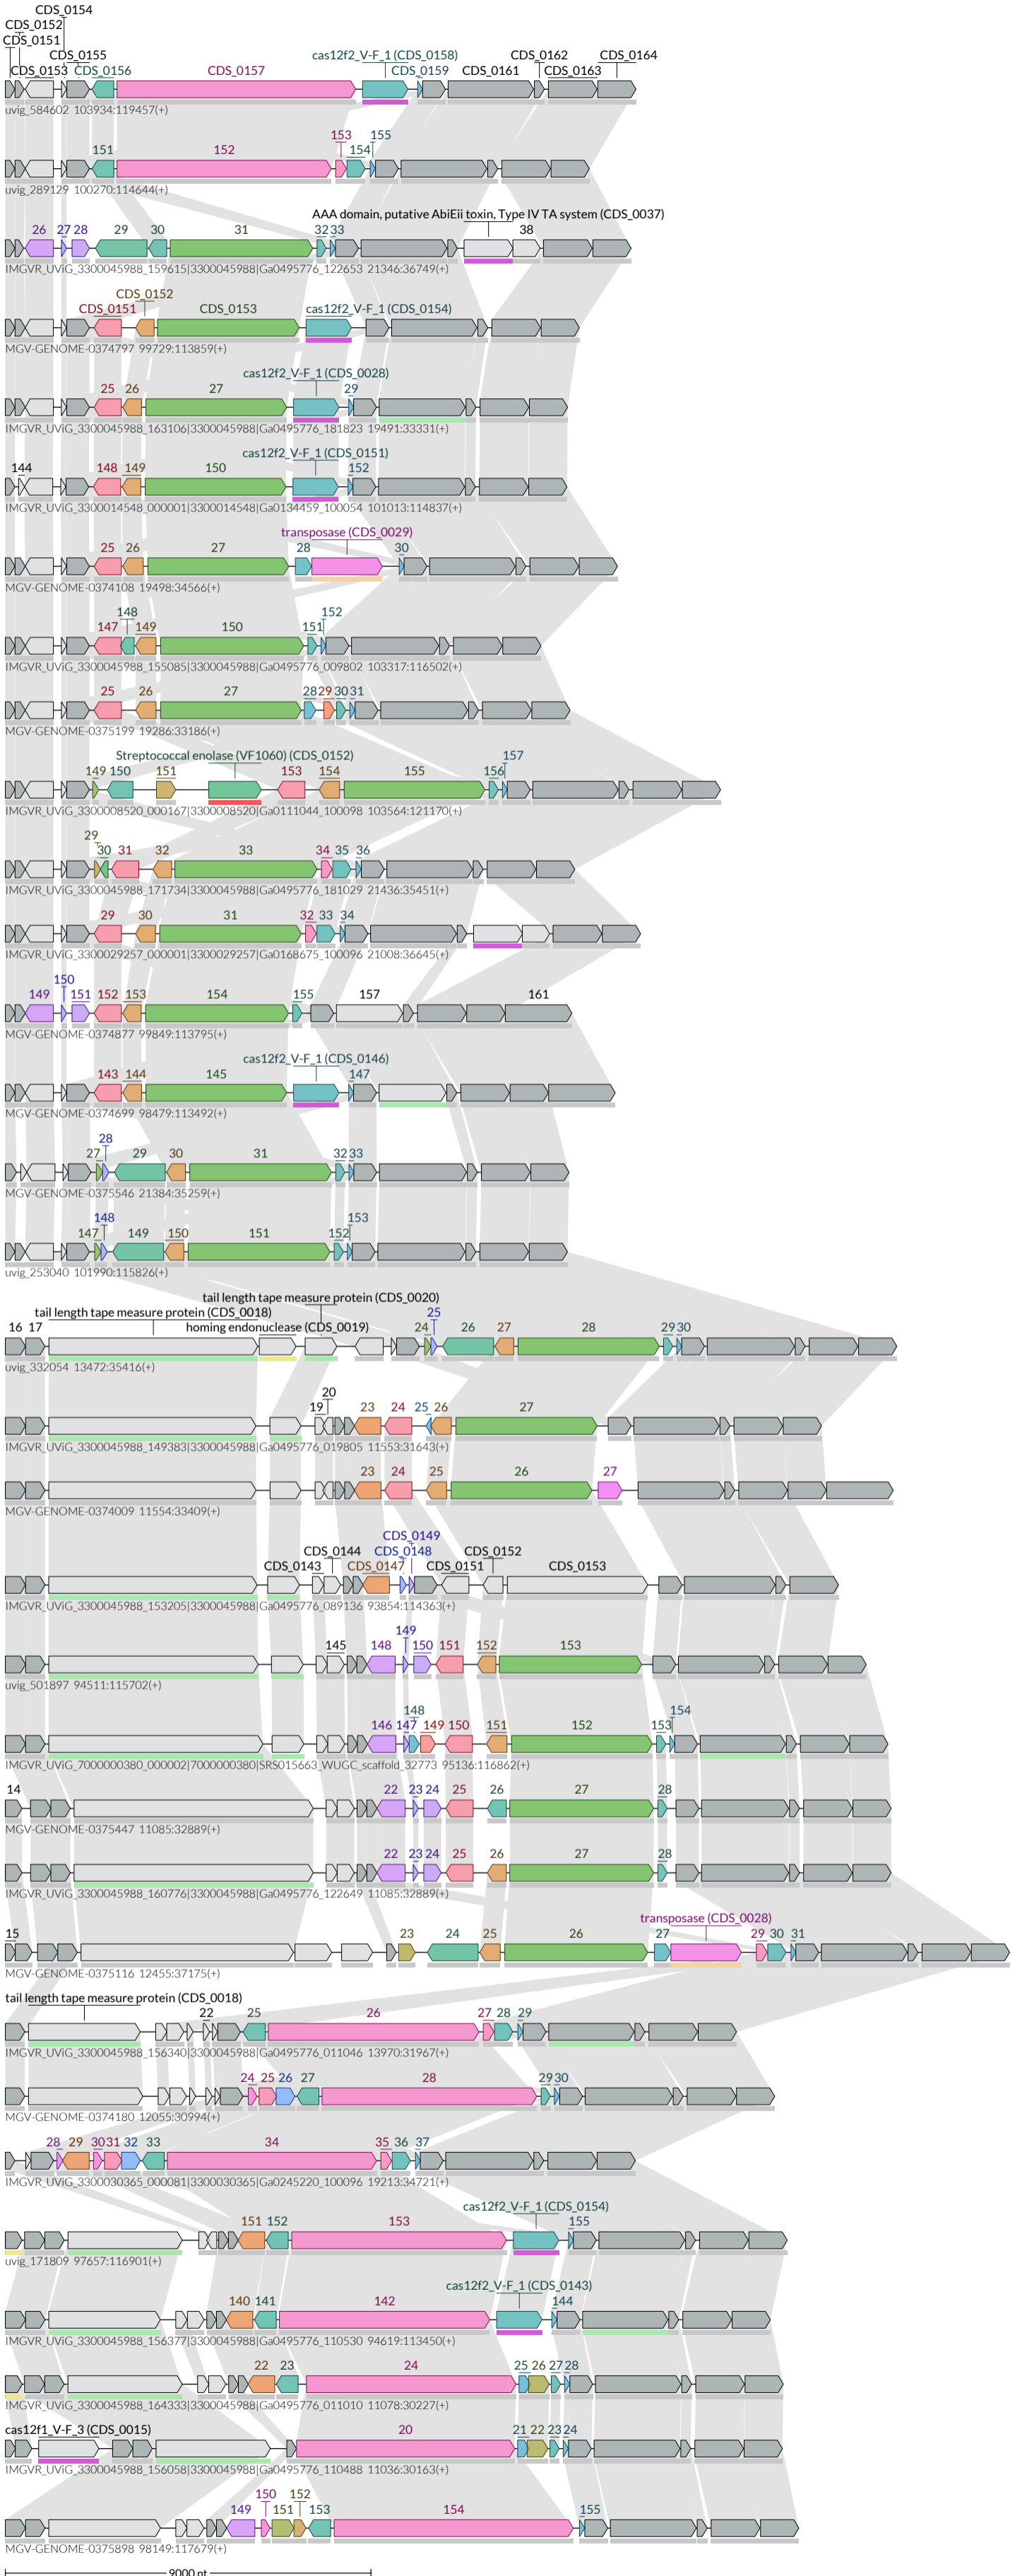 CDS_0154
CDS_0152
CDS_0151
CDS_0155 cas12f2_V-F_1 (CDS_0158) CDS_0162 CDS_0164
CDS_0153 CDS_0156 CDS_0157 CDS_0159 CDS_0161 CDS_0163
uvig_584602 103934:119457(+)
153 155
151 152 154
uvig_289129 100270:114644(+)
AAA domain, putative AbiEii toxin, Type IV TA system (CDS_0037)
26 27 28 29 30 31 32 33 38
IMGVR_UViG_3300045988_159615|3300045988|Ga0495776_122653 21346:36749(+)
CDS_0152
CDS_0151 CDS_0153 cas12f2_V-F_1 (CDS_0154)
MGV-GENOME-0374797 99729:113859(+)
cas12f2_V-F_1 (CDS_0028)
25 26 27 29
IMGVR_UViG_3300045988_163106|3300045988|Ga0495776_181823 19491:33331(+)
cas12f2_V-F_1 (CDS_0151)
144 148 149 150 152
IMGVR_UViG_3300014548_000001|3300014548|Ga0134459_100054 101013:114837(+)
transposase (CDS_0029)
25 26 27 28 30
MGV-GENOME-0374108 19498:34566(+)
148 152
147 149 150 151
IMGVR_UViG_3300045988_155085|3300045988|Ga0495776_009802 103317:116502(+)
25 26 27 28 29 30 31
MGV-GENOME-0375199 19286:33186(+)
Streptococcal enolase (VF1060) (CDS_0152) 157
149 150 151 153 154 155 156
IMGVR_UViG_3300008520_000167|3300008520|Ga0111044_100098 103564:121170(+)
29
30 31 32 33 34 35 36
IMGVR_UViG_3300045988_171734|3300045988|Ga0495776_181029 21436:35451(+)
29 30 31 32 33 34
IMGVR_UViG_3300029257_000001|3300029257|Ga0168675_100096 21008:36645(+)
150
149 151 152 153 154 155 157 161
MGV-GENOME-0374877 99849:113795(+)
cas12f2_V-F_1 (CDS_0146)
143 144 145 147
MGV-GENOME-0374699 98479:113492(+)
28
27 29 30 31 32 33
MGV-GENOME-0375546 21384:35259(+)
148 153
147 149 150 151 152
uvig_253040 101990:115826(+)
tail length tape measure protein (CDS_0020)
tail length tape measure protein (CDS_0018) 25
16 17 homing endonuclease (CDS_0019) 24 26 27 28 29 30
uvig_332054 13472:35416(+)
20
19 23 24 25 26 27
IMGVR_UViG_3300045988_149383|3300045988|Ga0495776_019805 11553:31643(+)
23 24 25 26 27
MGV-GENOME-0374009 11554:33409(+)
CDS_0149
CDS_0144 CDS_0148 CDS_0152
CDS_0143 CDS_0147 CDS_0151 CDS_0153
IMGVR_UViG_3300045988_153205|3300045988|Ga0495776_089136 93854:114363(+)
149
145 148 150 151 152 153
uvig_501897 94511:115702(+)
148 154
146 147 149 150 151 152 153
IMGVR_UViG_7000000380_000002|7000000380|SRS015663_WUGC_scaffold_32773 95136:116862(+)
14 22 23 24 25 26 27 28
MGV-GENOME-0375447 11085:32889(+)
22 23 24 25 26 27 28
IMGVR_UViG_3300045988_160776|3300045988|Ga0495776_122649 11085:32889(+)
transposase (CDS_0028)
15 23 24 25 26 27 29 30 31
MGV-GENOME-0375116 12455:37175(+)
tail length tape measure protein (CDS_0018)
22 25 26 27 28 29
IMGVR_UViG_3300045988_156340|3300045988|Ga0495776_011046 13970:31967(+)
24 25 26 27 28 29 30
MGV-GENOME-0374180 12055:30994(+)
28 29 30 31 32 33 34 35 36 37
IMGVR_UViG_3300030365_000081|3300030365|Ga0245220_100096 19213:34721(+)
cas12f2_V-F_1 (CDS_0154)
151 152 153 155
uvig_171809 97657:116901(+)
cas12f2_V-F_1 (CDS_0143)
140 141 142 144
IMGVR_UViG_3300045988_156377|3300045988|Ga0495776_110530 94619:113450(+)
22 23 24 25 26 27 28
IMGVR_UViG_3300045988_164333|3300045988|Ga0495776_011010 11078:30227(+)
cas12f1_V-F_3 (CDS_0015) 20 21 22 23 24
IMGVR_UViG_3300045988_156058|3300045988|Ga0495776_110488 11036:30163(+)
150 152
149 151 153 154 155
MGV-GENOME-0375898 98149:117679(+)
9000 nt